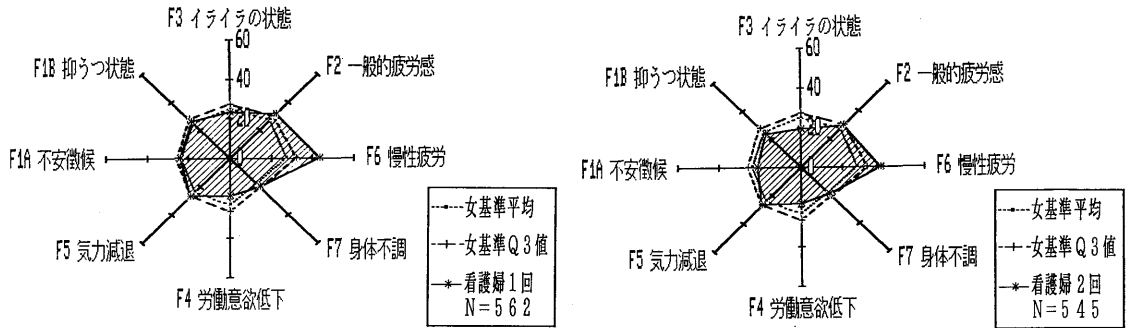 F3 イライラの状態
60
40
20
0
F1B 抑うつ状態
F2 一般的疲労感
F1A 不安徴候
F6 慢性疲労
F5 気力減退
F7 身体不調
F4 労働意欲低下
女基準平均
女基準Q3値
看護婦1回
N=562
F3 イライラの状態
60
40
20
0
F1B 抑うつ状態
F2 一般的疲労感
F1A 不安徴候
F6 慢性疲労
F5 気力減退
F7 身体不調
F4 労働意欲低下
女基準平均
女基準Q3値
看護婦2回
N=545